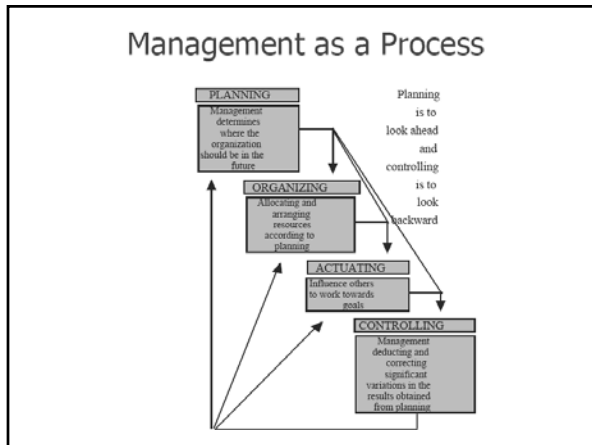 Management as a Process
PLANNING
Management
determines
where the
organization
should be in the
future
Planning
is to
look ahead
and
controlling
is to
look
backward
ORGANIZING
Allocating and
arranging
resources
according to
planning
ACTUATING
Influence others
to work towards
goals
CONTROLLING
Management
deducting and
correcting
significant
variations in the
results obtained
from planning